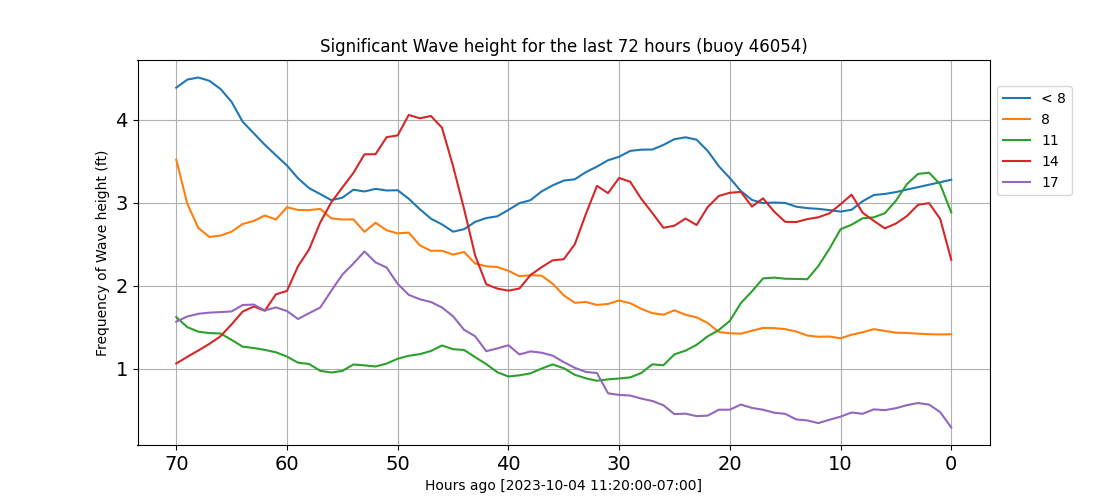 Significant Wave height for the last 72 hours (buoy 46054)
Frequency of Wave height (ft)
4
3
2
1
70 60 50 40 30 20 10 0
Hours ago [2023-10-04 11:20:00-07:00]
< 8
8
11
14
17